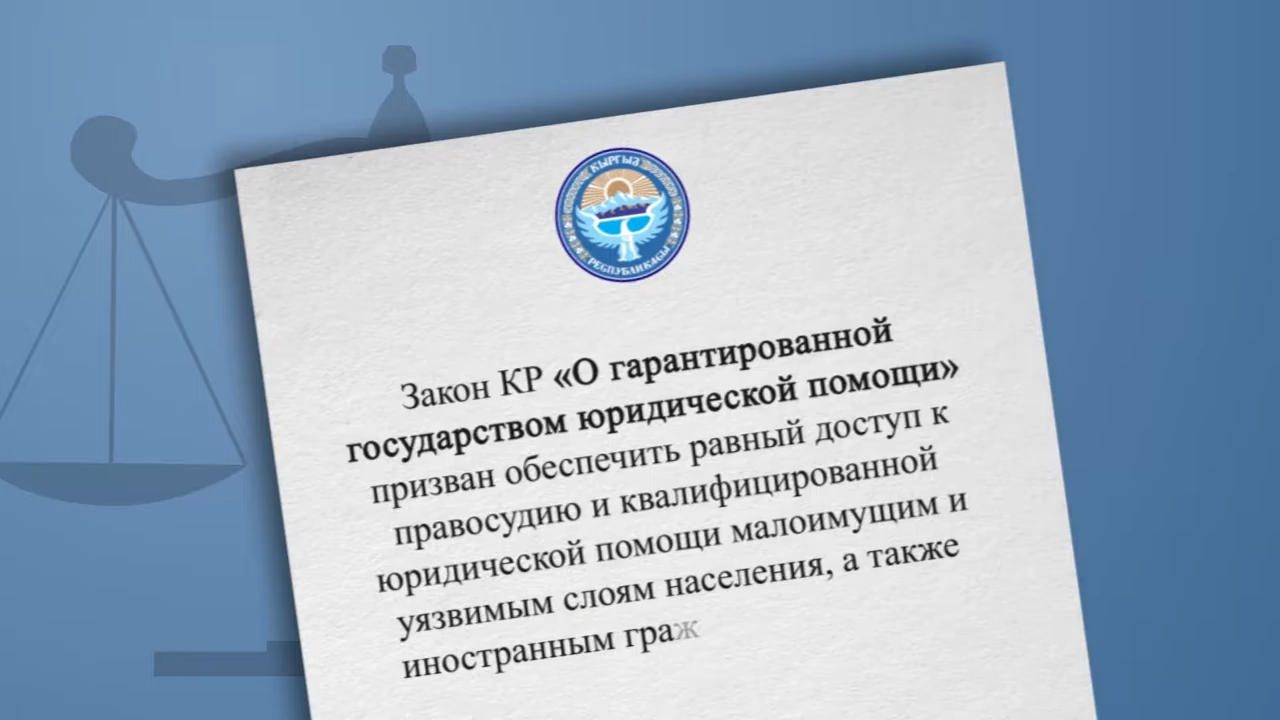 КЫРГЫЗ
РЕСПУБЛИКАСЫ
Закон КР «О гарантированной
государством юридической помощи»
призван обеспечить равный доступ к
правосудию и квалифицированной
юридической помощи малоимущим и
уязвимым слоям населения, а также
иностранным граж